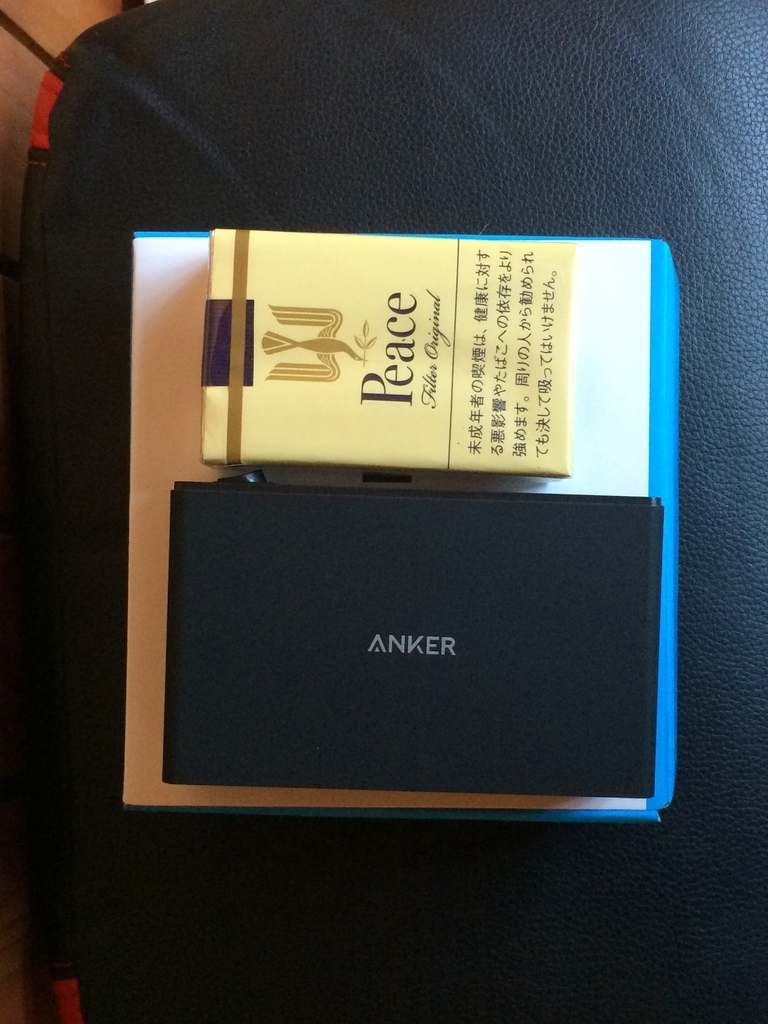 Peace
Filter Original
未成年者の喫煙は、健康に対す
る悪影響やたばこへの依存をより
強めます。周りの人から勧められ
ても決して吸ってはいけません。
ANKER